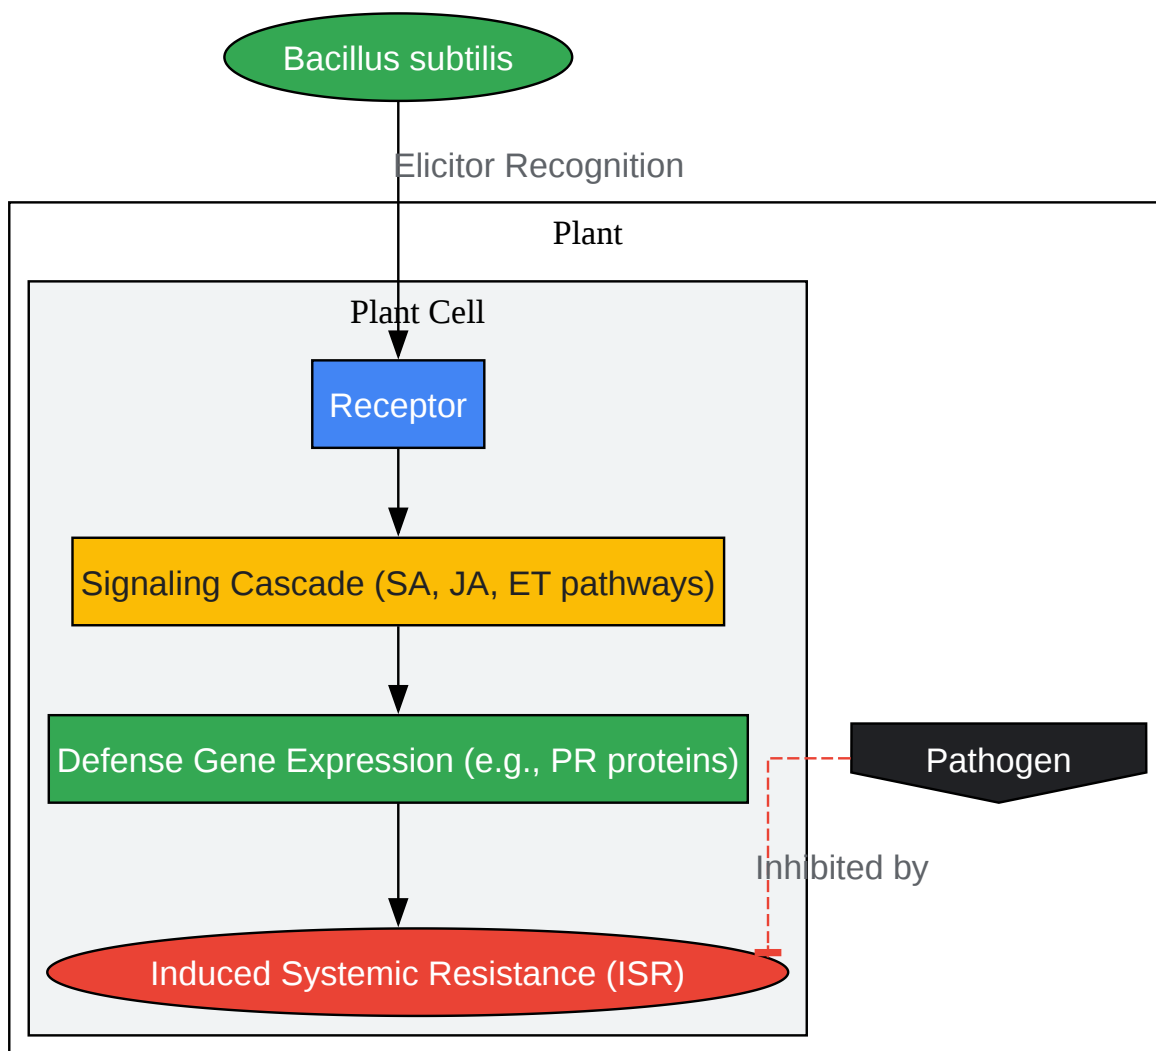 Bacillus subtilis
Elicitor Recognition
Plant
Plant Cell
Receptor
Signaling Cascade (SA, JA, ET pathways)
Defense Gene Expression (e.g., PR proteins)
Pathogen
Inhibited by
Induced Systemic Resistance (ISR)